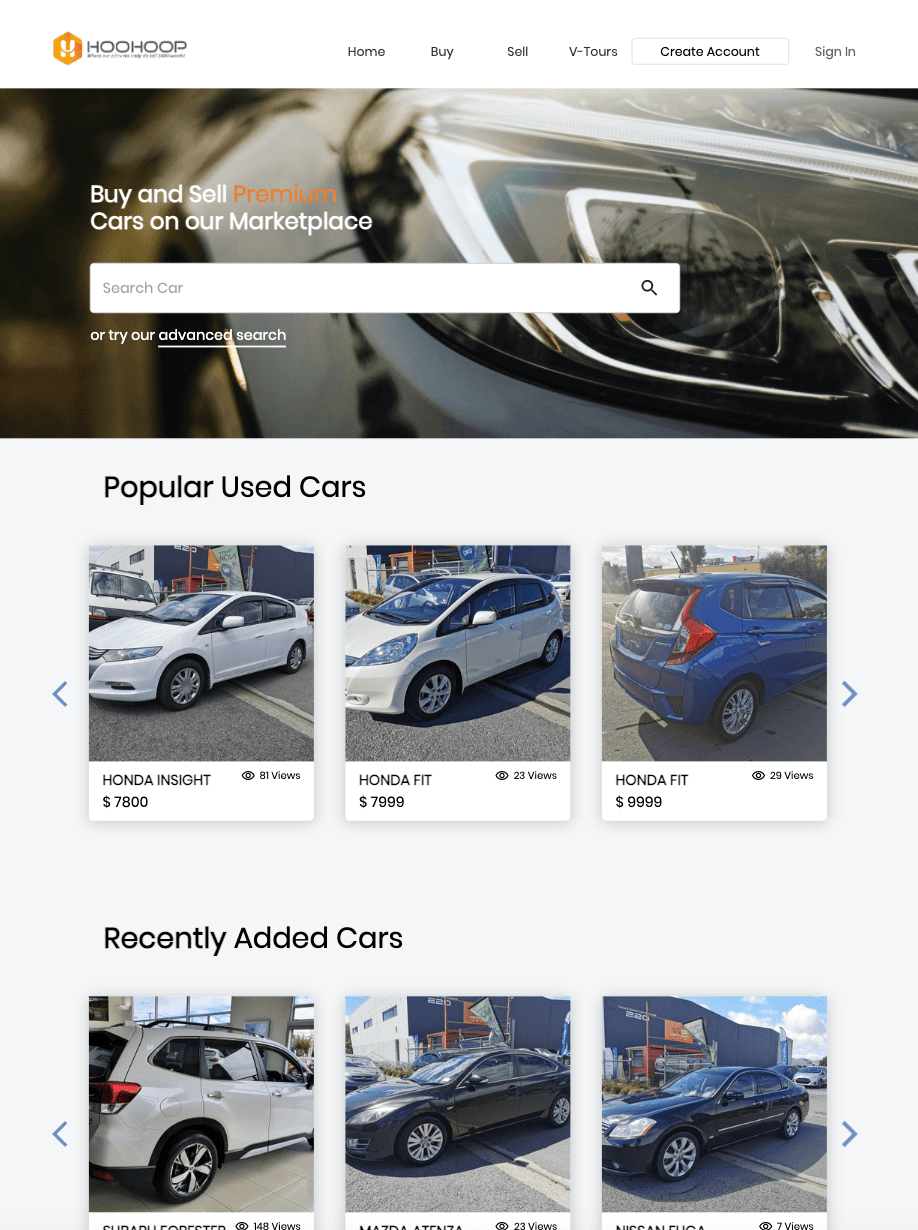 HOOHOOP
Home
Buy
Sell
V-Tours
Create Account
Sign In
Buy and Sell Premium
Cars on our Marketplace
Search Car
or try our advanced search
Popular Used Cars
HONDA INSIGHT
81 Views
$ 7800
HONDA FIT
23 Views
$ 7999
HONDA FIT
29 Views
$ 9999
Recently Added Cars
SUBARU FORESTER
148 Views
MAZDA ATENZA
23 Views
NISSAN FUGA
7 Views